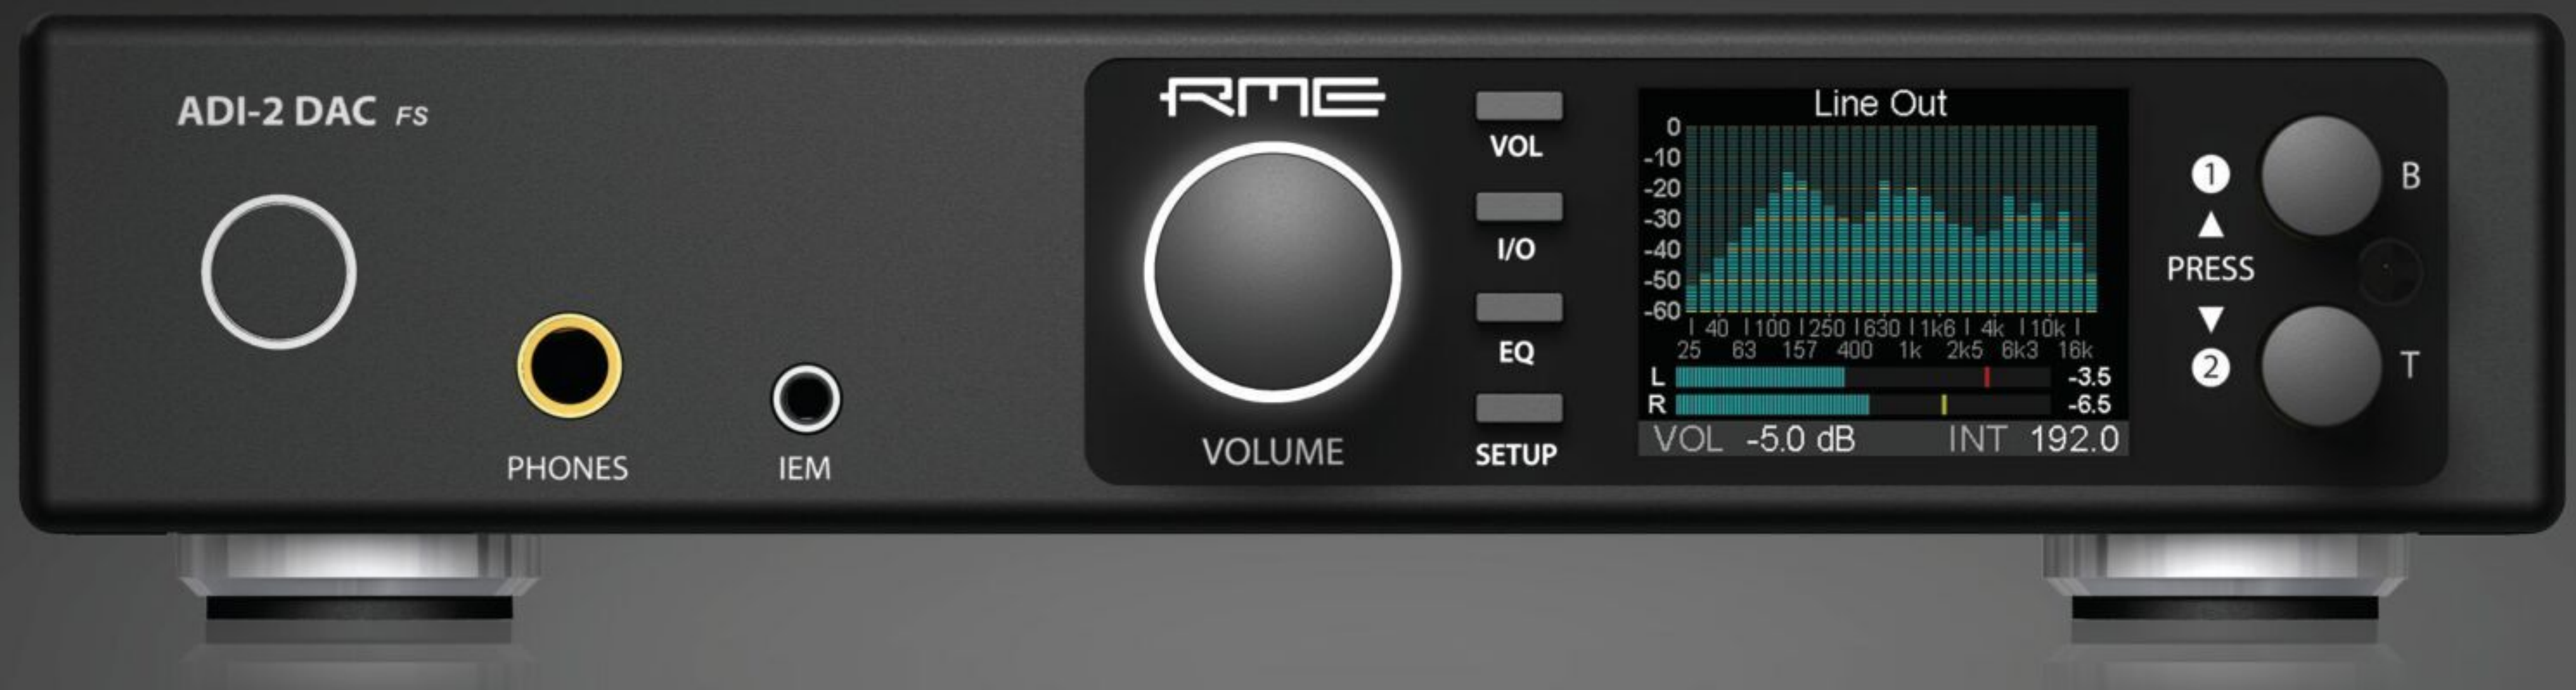 ADI-2 DAC FS
PHONES
IEM
RME
VOLUME
VOL
I/O
EQ
SETUP
Line Out
0
-10
-20
-30
-40
-50
-60
40 100 250 630 1k6 4k 10k
25 63 157 400 1k 2k5 6k3 16k
L -3.5
R -6.5
VOL -5.0 dB INT 192.0
1 B
PRESS
2 T